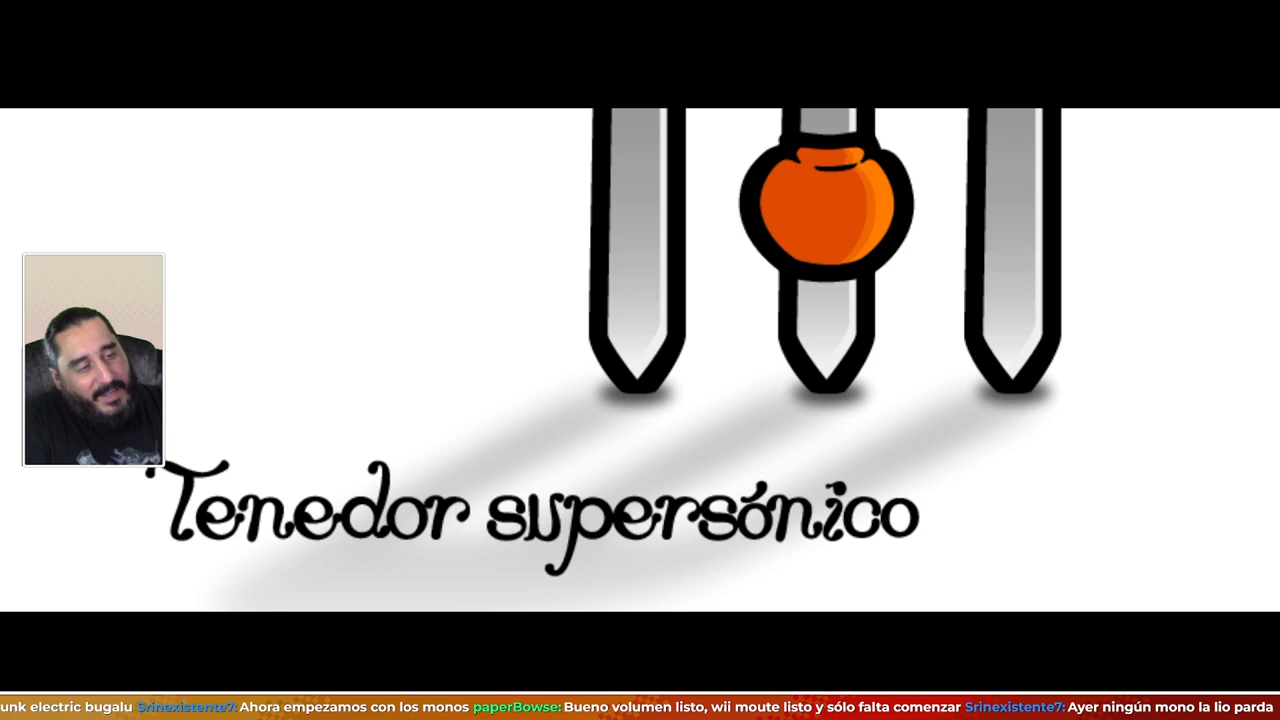 Tenedor supersónico
unk electric bugalu Srinexistente7: Ahora empezamos con los monos paperBowse: Bueno volumen listo, wii moute listo y sólo falta comenzar Srinexistente7: Ayer ningún mono la lio parda